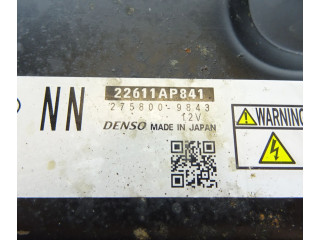 NN
22611AP841
275800-9843
12V
DENSO MADE IN JAPAN
WARNING